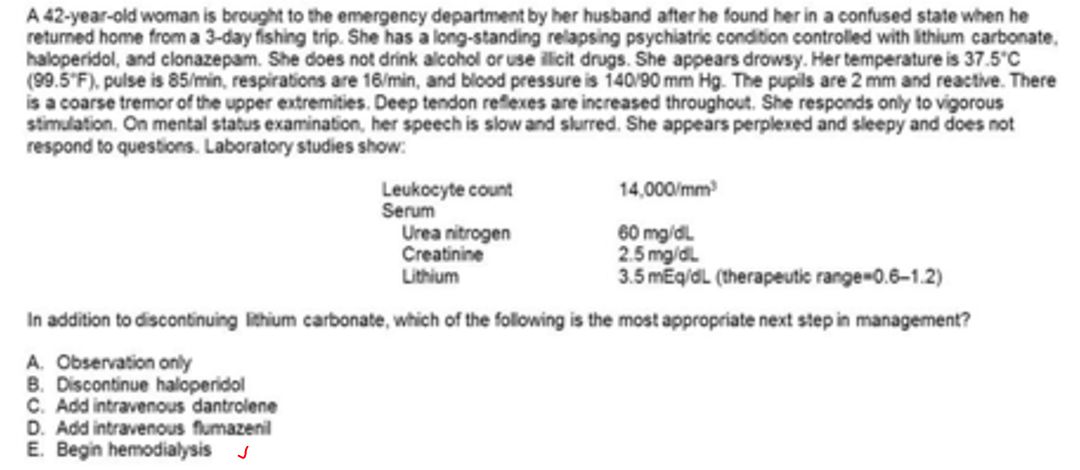 A 42-year-old woman is brought to the emergency department by her husband after he found her in a confused state when he
returned home from a 3-day fishing trip. She has a long-standing relapsing psychiatric condition controlled with lithium carbonate,
haloperidol, and clonazepam. She does not drink alcohol or use illicit drugs. She appears drowsy. Her temperature is 37.5°C
(99.5°F), pulse is 85/min, respirations are 16/min, and blood pressure is 140/90 mm Hg. The pupils are 2 mm and reactive. There
is a coarse tremor of the upper extremities. Deep tendon reflexes are increased throughout. She responds only to vigorous
stimulation. On mental status examination, her speech is slow and slurred. She appears perplexed and sleepy and does not
respond to questions. Laboratory studies show:
Leukocyte count 14,000/mm³
Serum
Urea nitrogen 60 mg/dL
Creatinine 2.5 mg/dL
Lithium 3.5 mEq/dL (therapeutic range=0.6–1.2)
In addition to discontinuing lithium carbonate, which of the following is the most appropriate next step in management?
A. Observation only
B. Discontinue haloperidol
C. Add intravenous dantrolene
D. Add intravenous flumazenil
E. Begin hemodialysis